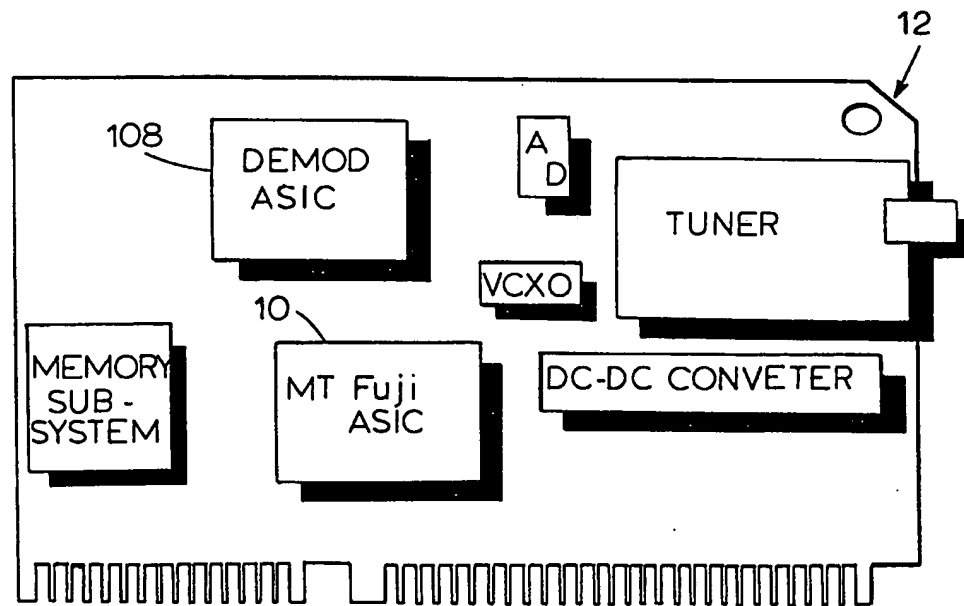 12
108
DEMOD
ASIC
A
D
TUNER
VCXO
10
MEMORY
SUB-
SYSTEM
MT Fuji
ASIC
DC-DC CONVETER